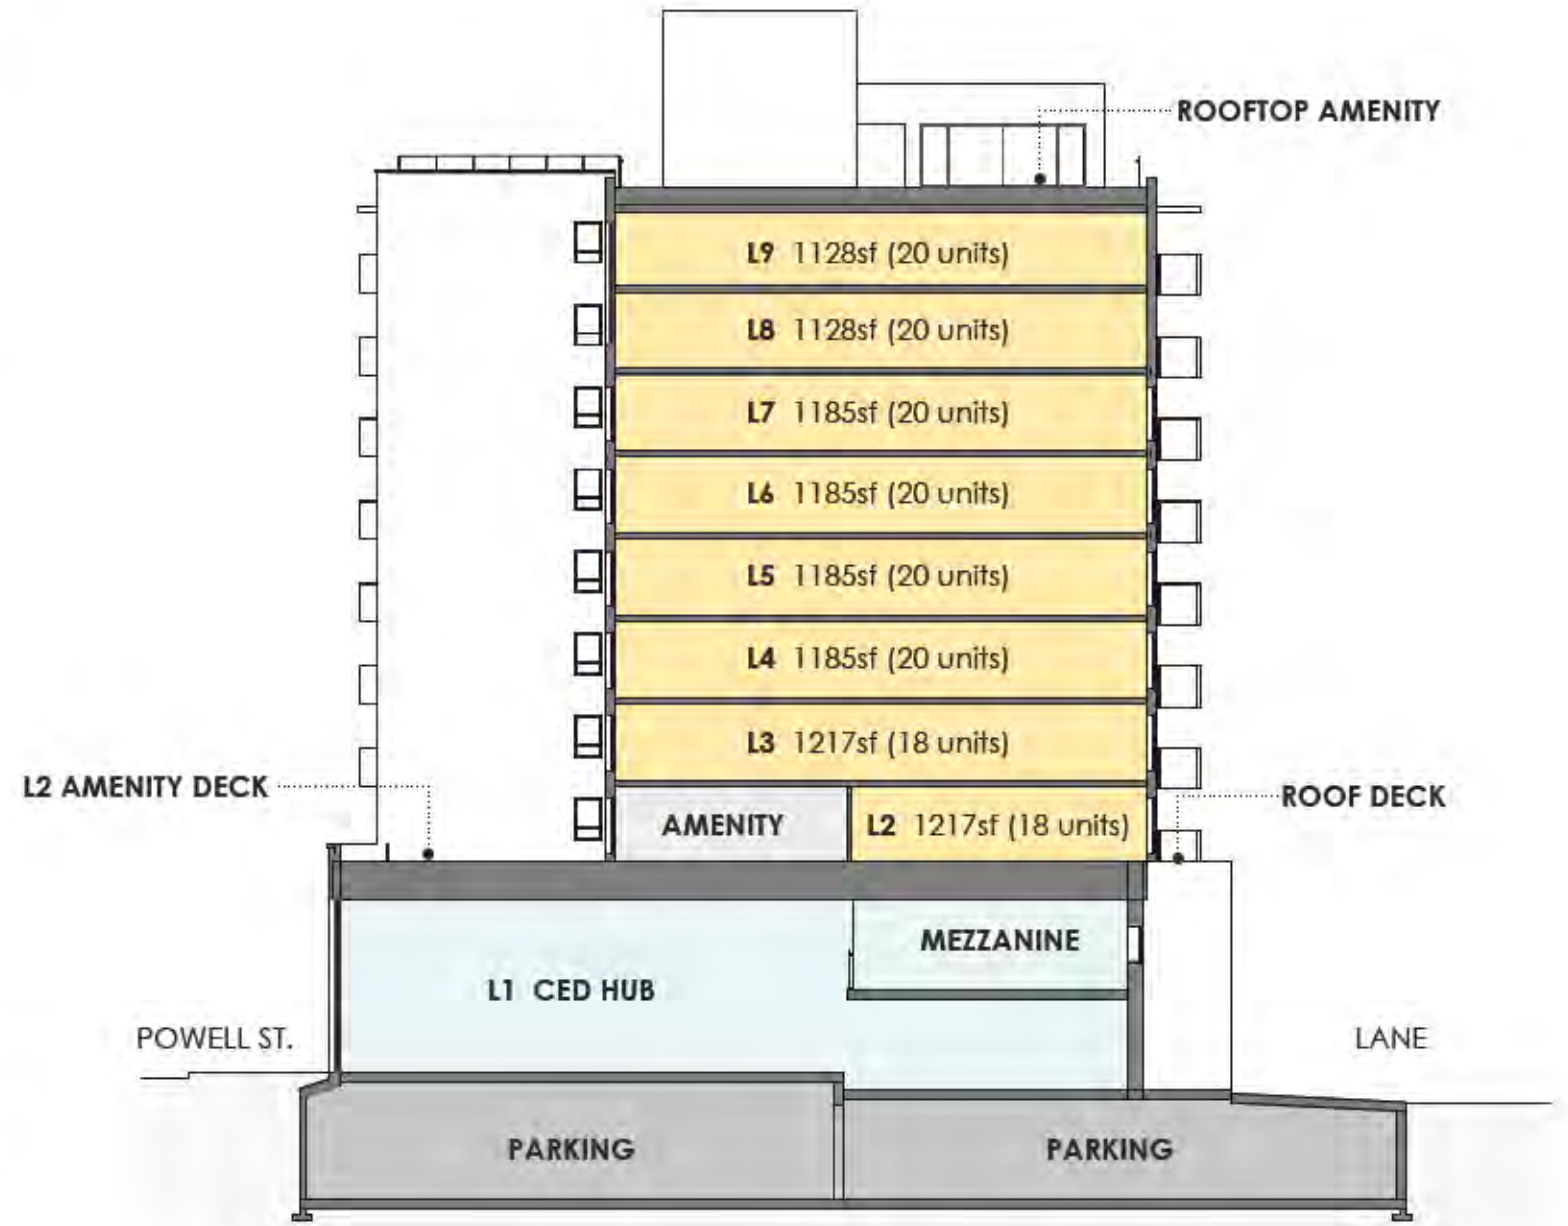 ROOFTOP AMENITY
L9 1128sf (20 units)
L8 1128sf (20 units)
L7 1185sf (20 units)
L6 1185sf (20 units)
L5 1185sf (20 units)
L4 1185sf (20 units)
L3 1217sf (18 units)
L2 AMENITY DECK
ROOF DECK
AMENITY
L2 1217sf (18 units)
MEZZANINE
L1 CED HUB
POWELL ST.
LANE
PARKING
PARKING